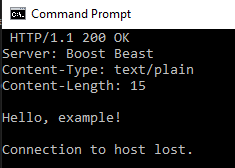 Command Prompt
HTTP/1.1 200 OK
Server: Boost Beast
Content-Type: text/plain
Content-Length: 15
Hello, example!
Connection to host lost.